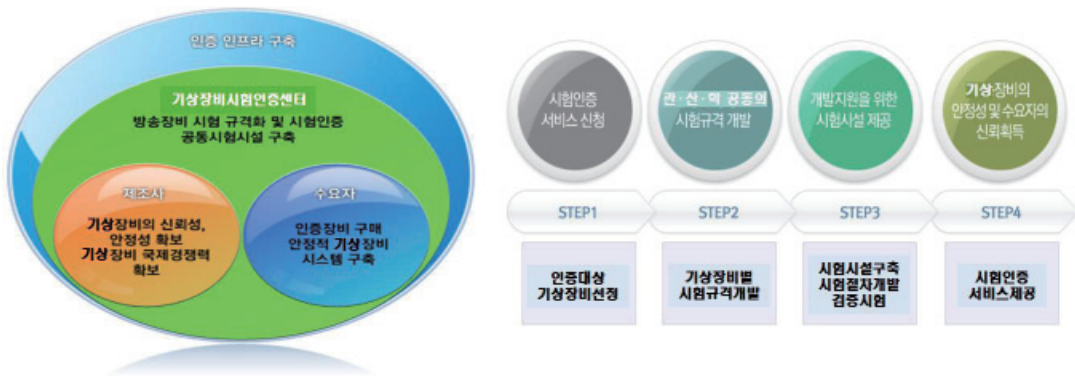 인증 인프라 구축
기상장비시험인증센터
방송장비 시험 규격화 및 시험인증
공통시험시설 구축
제조사
기상장비의 신뢰성,
안정성 확보
기상장비 국제경쟁력
확보
수요자
인증장비 구매
안정적 기상장비
시스템 구축
시험인증
서비스 신청
관·산·학 공동의
시험규격 개발
개발지원을 위한
시험시설 제공
기상장비의
안정성 및 수요자의
신뢰획득
STEP1
STEP2
STEP3
STEP4
인증대상
기상장비선정
기상장비별
시험규격개발
시험시설구축
시험절차개발
검증시험
시험인증
서비스제공